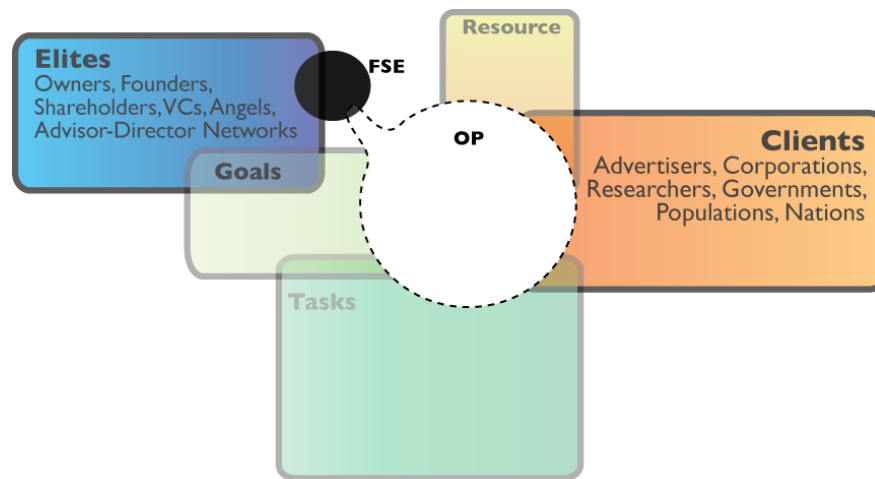 Elites
Owners, Founders,
Shareholders, VCs, Angels,
Advisor-Director Networks
FSE
Resource
OP
Goals
Clients
Advertisers, Corporations,
Researchers, Governments,
Populations, Nations
Tasks